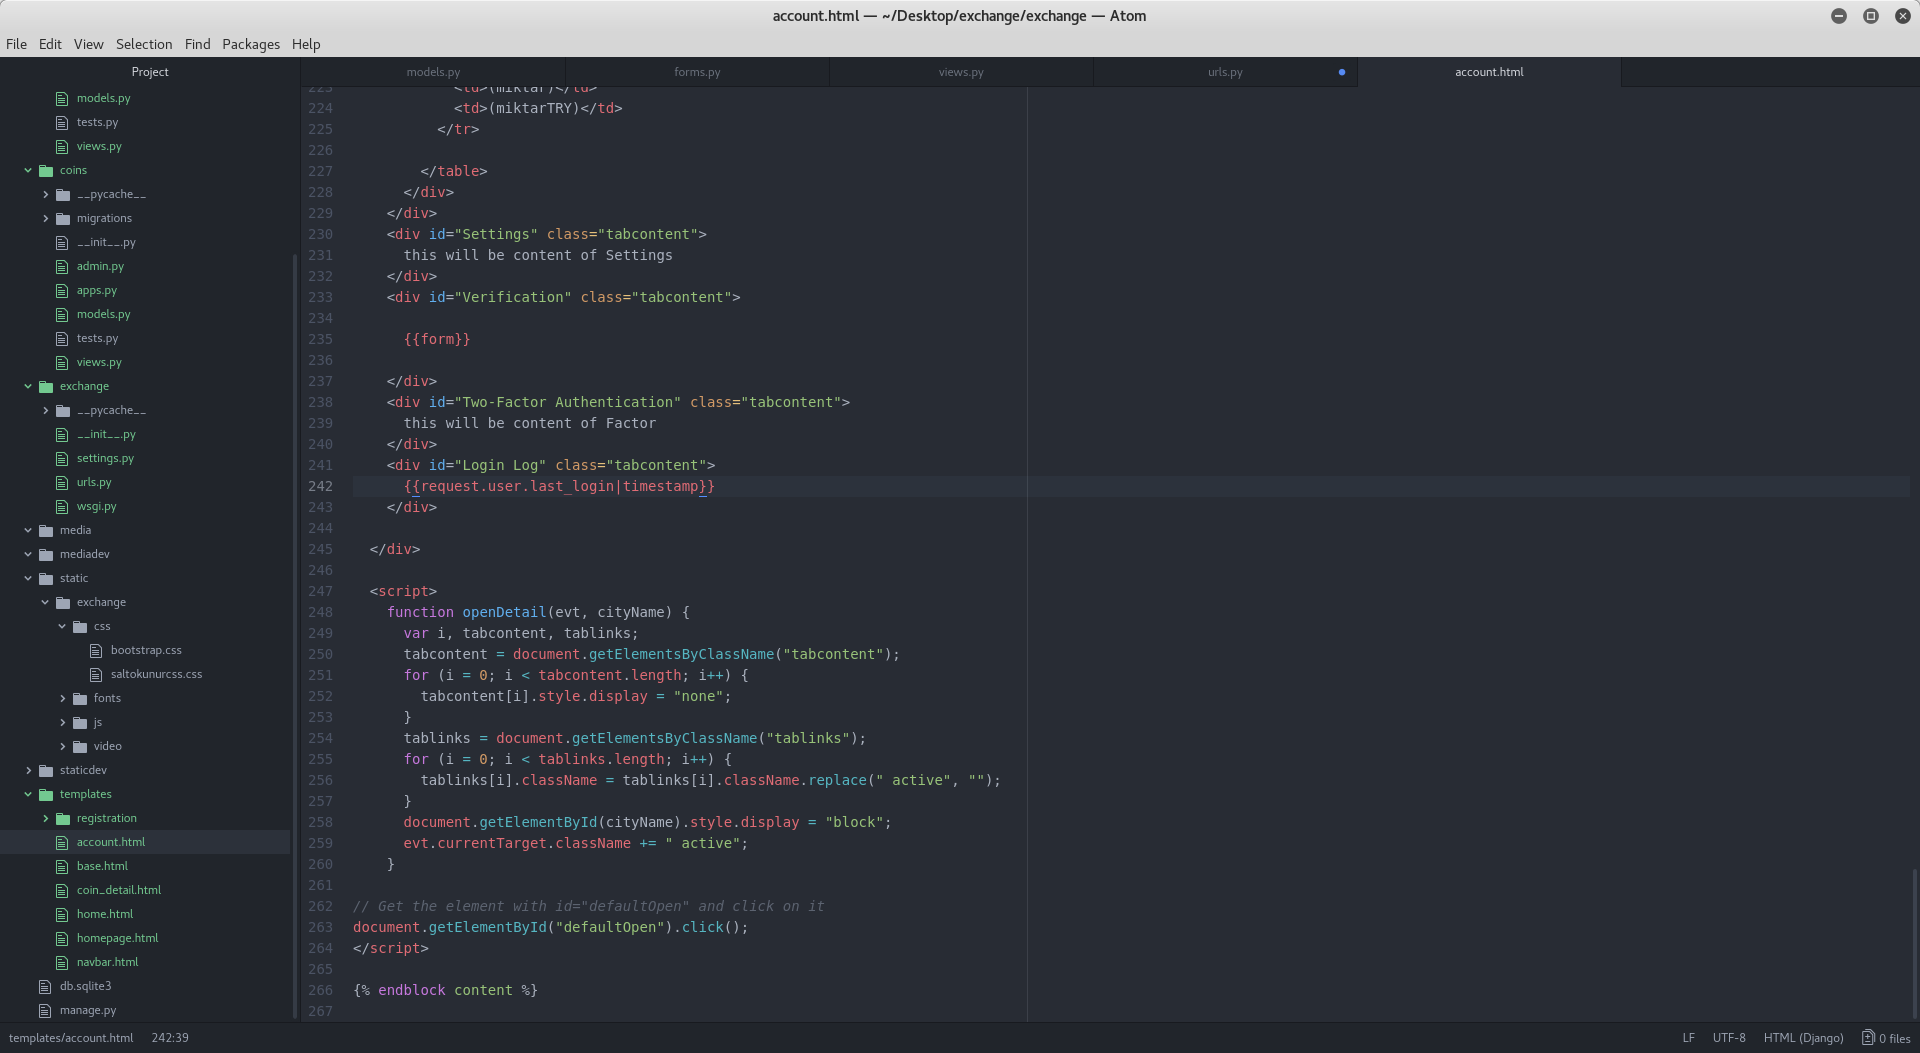 account.html — ~/Desktop/exchange/exchange — Atom
File Edit View Selection Find Packages Help
Project
models.py
tests.py
views.py
coins
__pycache__
migrations
__init__.py
admin.py
apps.py
models.py
tests.py
views.py
exchange
__pycache__
__init__.py
settings.py
urls.py
wsgi.py
media
mediadev
static
exchange
css
bootstrap.css
saltokunurcss.css
fonts
js
video
staticdev
templates
registration
account.html
base.html
coin_detail.html
home.html
homepage.html
navbar.html
db.sqlite3
manage.py
models.py forms.py views.py urls.py account.html
223 <td>(miktar)</td>
224 <td>(miktarTRY)</td>
225 </tr>
226
227 </table>
228 </div>
229 </div>
230 <div id="Settings" class="tabcontent">
231 this will be content of Settings
232 </div>
233 <div id="Verification" class="tabcontent">
234
235 {{form}}
236
237 </div>
238 <div id="Two-Factor Authentication" class="tabcontent">
239 this will be content of Factor
240 </div>
241 <div id="Login Log" class="tabcontent">
242 {{request.user.last_login|timestamp}}
243 </div>
244
245 </div>
246
247 <script>
248 function openDetail(evt, cityName) {
249 var i, tabcontent, tablinks;
250 tabcontent = document.getElementsByClassName("tabcontent");
251 for (i = 0; i < tabcontent.length; i++) {
252 tabcontent[i].style.display = "none";
253 }
254 tablinks = document.getElementsByClassName("tablinks");
255 for (i = 0; i < tablinks.length; i++) {
256 tablinks[i].className = tablinks[i].className.replace(" active", "");
257 }
258 document.getElementById(cityName).style.display = "block";
259 evt.currentTarget.className += " active";
260 }
261
262 // Get the element with id="defaultOpen" and click on it
263 document.getElementById("defaultOpen").click();
264 </script>
265
266 {% endblock content %}
267
templates/account.html 242:39 LF UTF-8 HTML (Django) 0 files